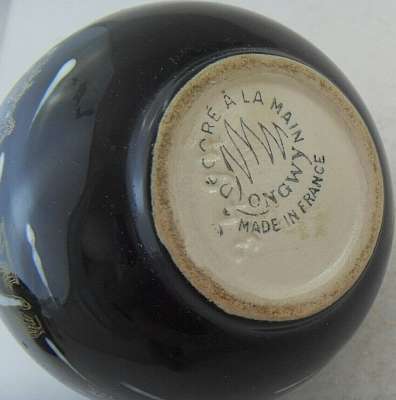 DÉCORÉ À LA MAIN
LONGWY
MADE IN FRANCE